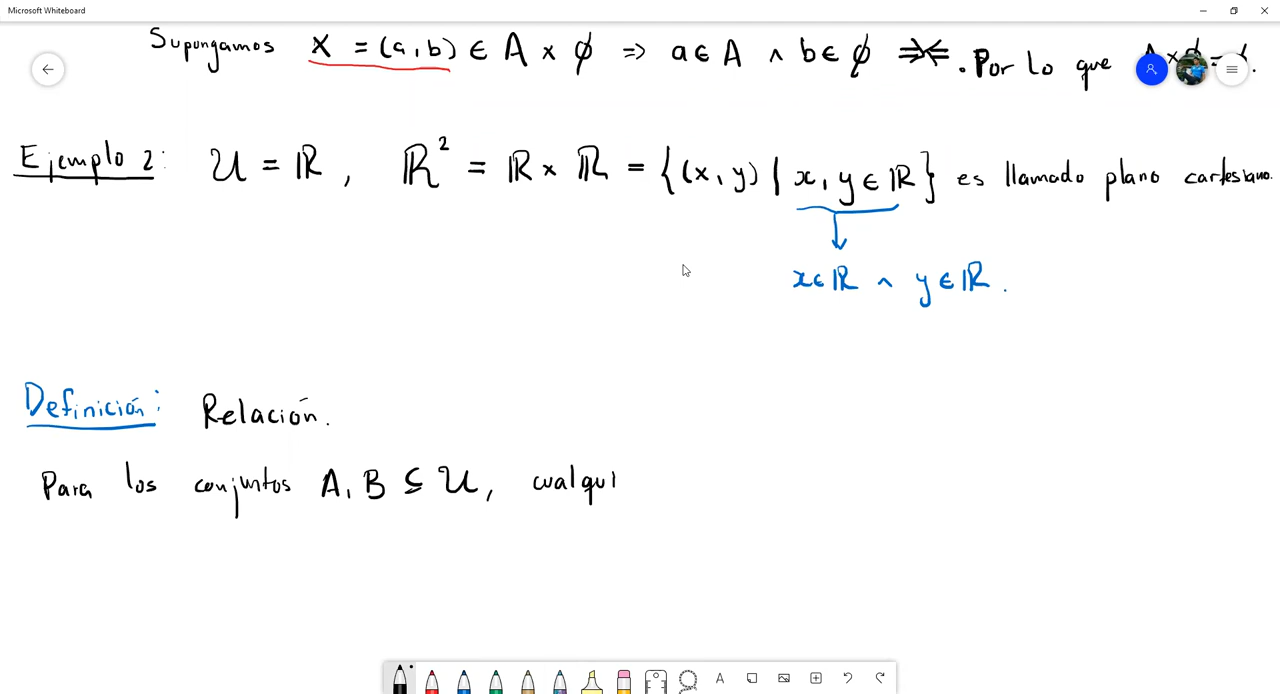 Microsoft Whiteboard
Supongamos x = (a,b) ∈ A × ∅ ⇒ a ∈ A ∧ b ∈ ∅ ⇒⇐. Por lo que
Ejemplo 2: U = ℝ, ℝ² = ℝ × ℝ = {(x,y) | x, y ∈ ℝ} es llamado plano cartesiano.
x ∈ ℝ ∧ y ∈ ℝ.
Definición: Relación.
Para los conjuntos A, B ⊆ U, cualqui